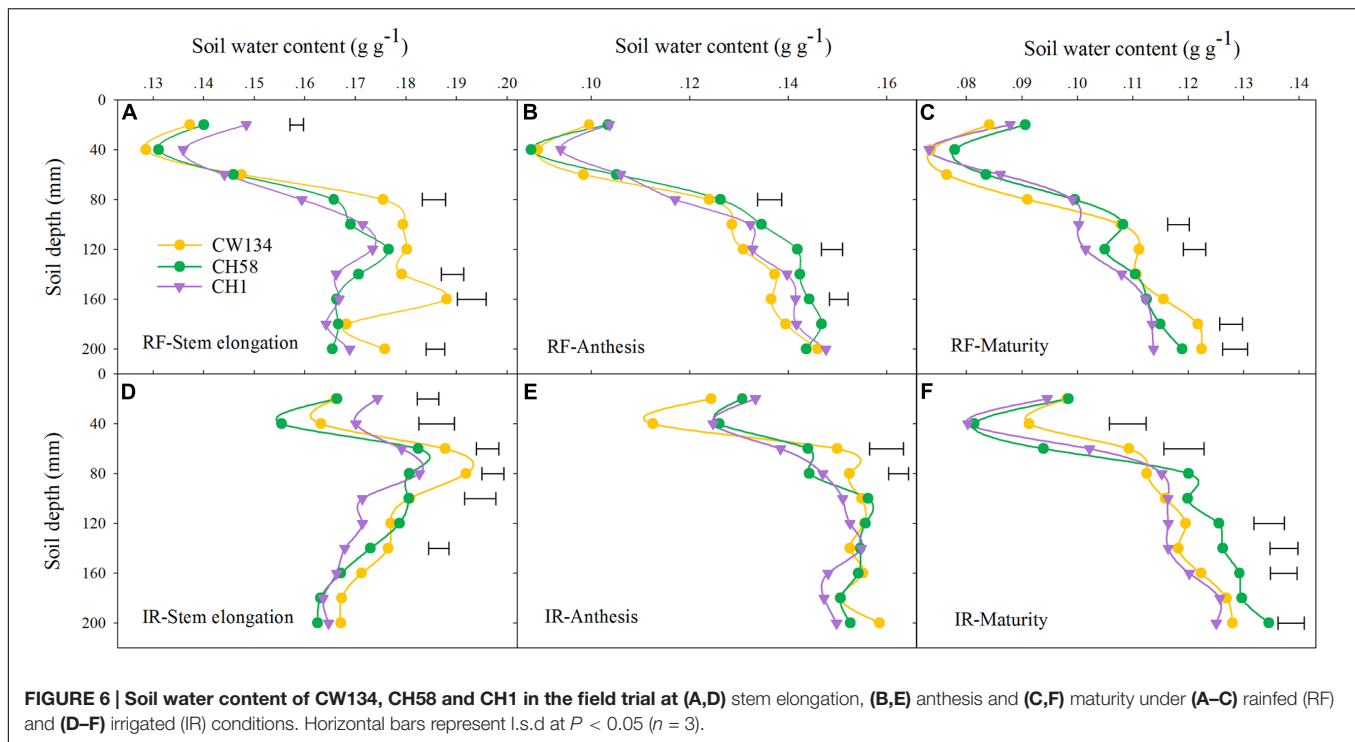 Soil water content (g g⁻¹) Soil water content (g g⁻¹) Soil water content (g g⁻¹)
.13 .14 .15 .16 .17 .18 .19 .20 .10 .12 .14 .16 .08 .09 .10 .11 .12 .13 .14
0
40
80
120
160
200
Soil depth (mm)
A
CW134
CH58
CH1
RF-Stem elongation
B
RF-Anthesis
C
RF-Maturity
0
40
80
120
160
200
Soil depth (mm)
D
IR-Stem elongation
E
IR-Anthesis
F
IR-Maturity
FIGURE 6 | Soil water content of CW134, CH58 and CH1 in the field trial at (A,D) stem elongation, (B,E) anthesis and (C,F) maturity under (A–C) rainfed (RF)
and (D–F) irrigated (IR) conditions. Horizontal bars represent l.s.d at P < 0.05 (n = 3).